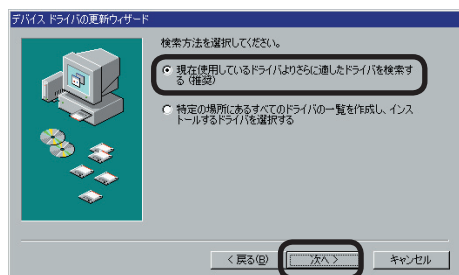 デバイス ドライバの更新ウィザード
検索方法を選択してください。
現在使用しているドライバよりさらに適したドライバを検索す
る (推奨)
特定の場所にあるすべてのドライバの一覧を作成し、インス
トールするドライバを選択する
< 戻る(B) 次へ > キャンセル